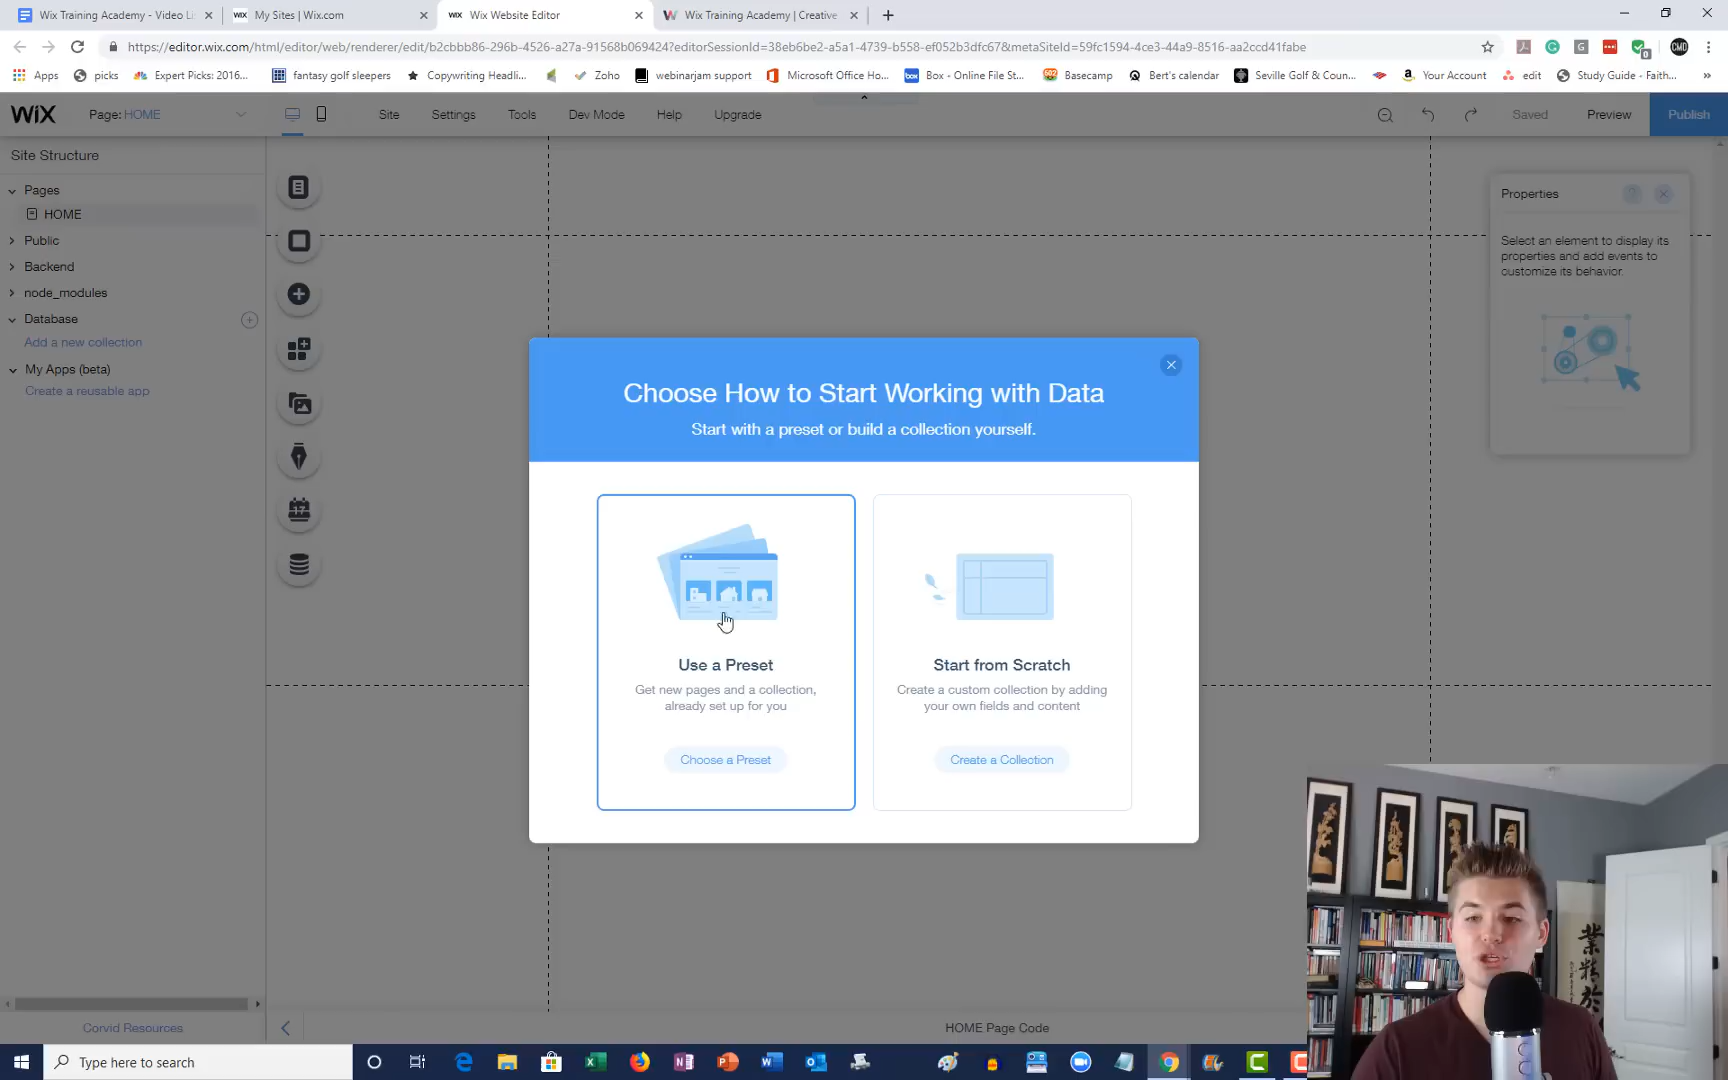 Wix Training Academy - Video Li
My Sites | Wix.com
WIX Wix Website Editor
Wix Training Academy | Creative
https://editor.wix.com/html/editor/web/renderer/edit/b2cbbb86-296b-4526-a27a-91568b069424?editorSessionId=38eb6be2-a5a1-4739-b558-ef052b3dfc67&metaSiteId=59fc1594-4ce3-44a9-8516-aa2ccd41fabe
Apps picks Expert Picks: 2016... fantasy golf sleepers Copywriting Headli... Zoho webinarjam support Microsoft Office Ho... Box - Online File St... Basecamp Bert's calendar Seville Golf & Coun... Your Account edit Study Guide - Faith...
WiX Page: HOME Site Settings Tools Dev Mode Help Upgrade Saved Preview Publish
Site Structure
Pages
HOME
Public
Backend
node_modules
Database
Add a new collection
My Apps (beta)
Create a reusable app
Properties
Select an element to display its
properties and add events to
customize its behavior.
Choose How to Start Working with Data
Start with a preset or build a collection yourself.
Use a Preset
Get new pages and a collection,
already set up for you
Choose a Preset
Start from Scratch
Create a custom collection by adding
your own fields and content
Create a Collection
Corvid Resources
HOME Page Code
Type here to search